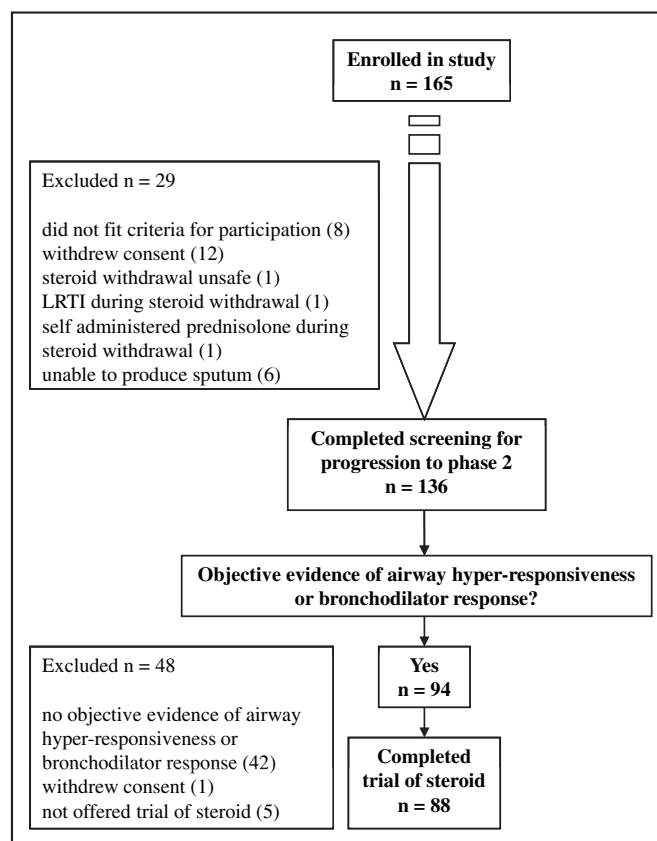 Enrolled in study
n = 165
Excluded n = 29
did not fit criteria for participation (8)
withdrew consent (12)
steroid withdrawal unsafe (1)
LRTI during steroid withdrawal (1)
self administered prednisolone during
steroid withdrawal (1)
unable to produce sputum (6)
Completed screening for
progression to phase 2
n = 136
Objective evidence of airway hyper-responsiveness
or bronchodilator response?
Excluded n = 48
no objective evidence of airway
hyper-responsiveness or
bronchodilator response (42)
withdrew consent (1)
not offered trial of steroid (5)
Yes
n = 94
Completed
trial of steroid
n = 88